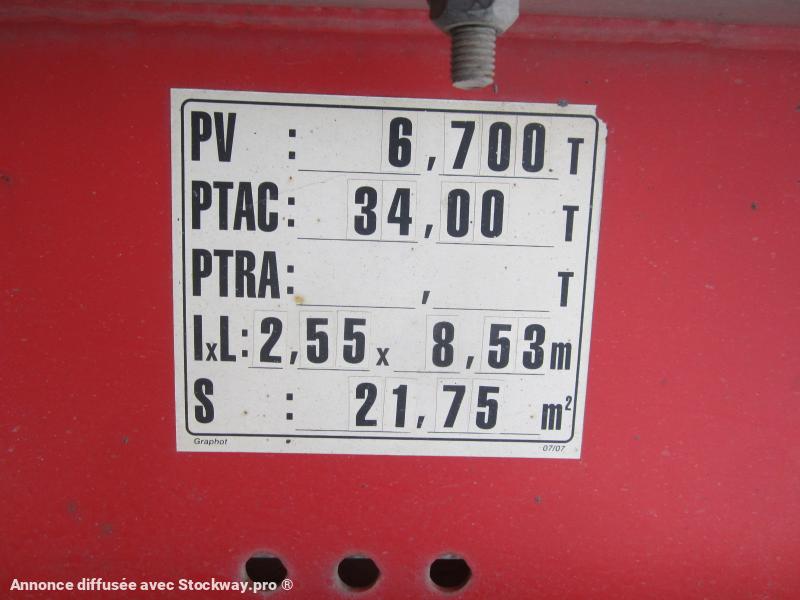 PV : 6,700 T
PTAC: 34,00 T
PTRA: , T
lxL: 2,55 x 8,53 m
S : 21,75 m²
Graphot 07/07
Annonce diffusée avec Stockway.pro ®